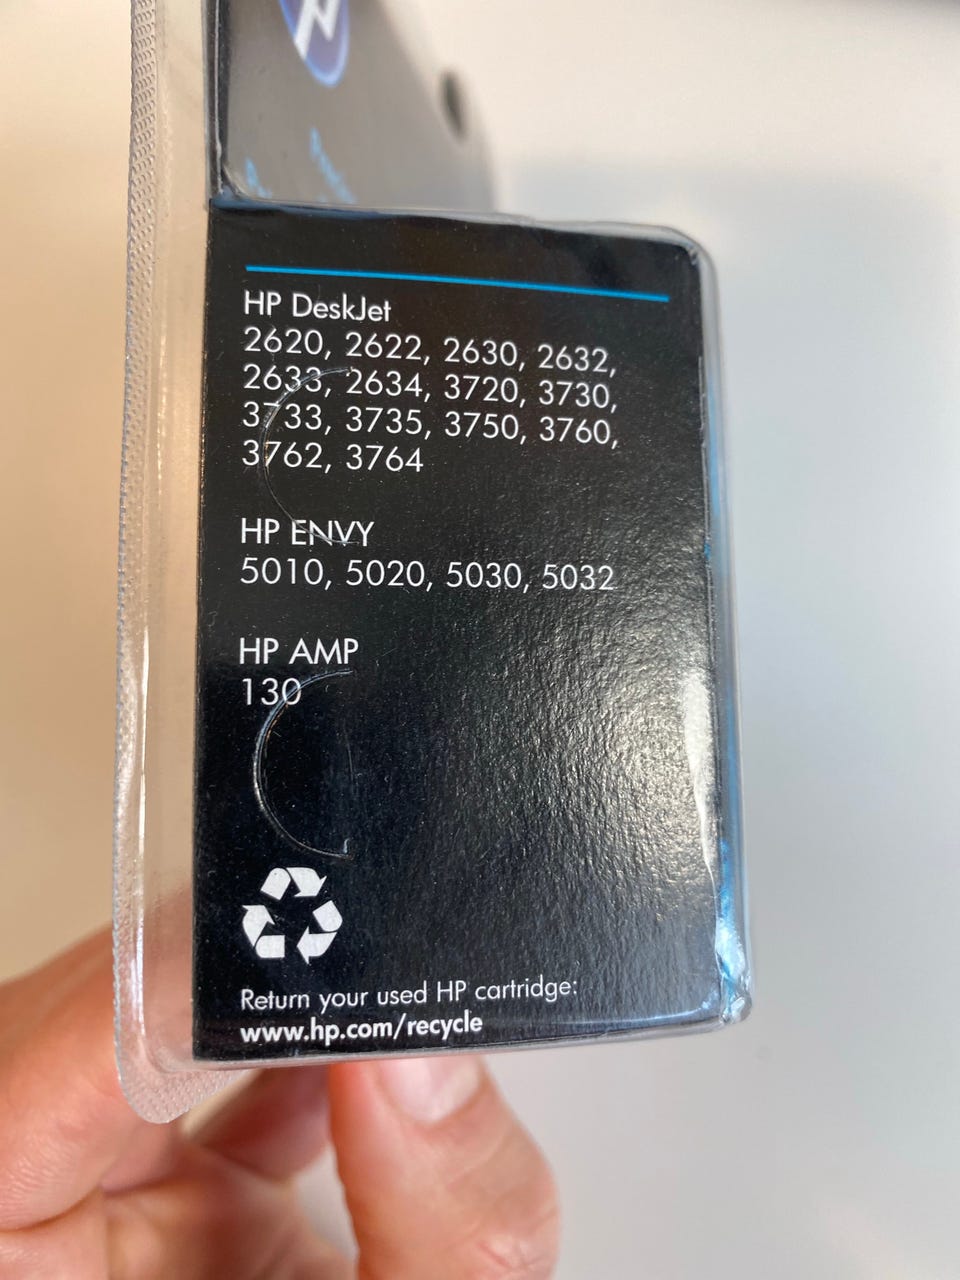 HP DeskJet
2620, 2622, 2630, 2632,
2633, 2634, 3720, 3730,
3733, 3735, 3750, 3760,
3762, 3764
HP ENVY
5010, 5020, 5030, 5032
HP AMP
130
Return your used HP cartridge:
www.hp.com/recycle